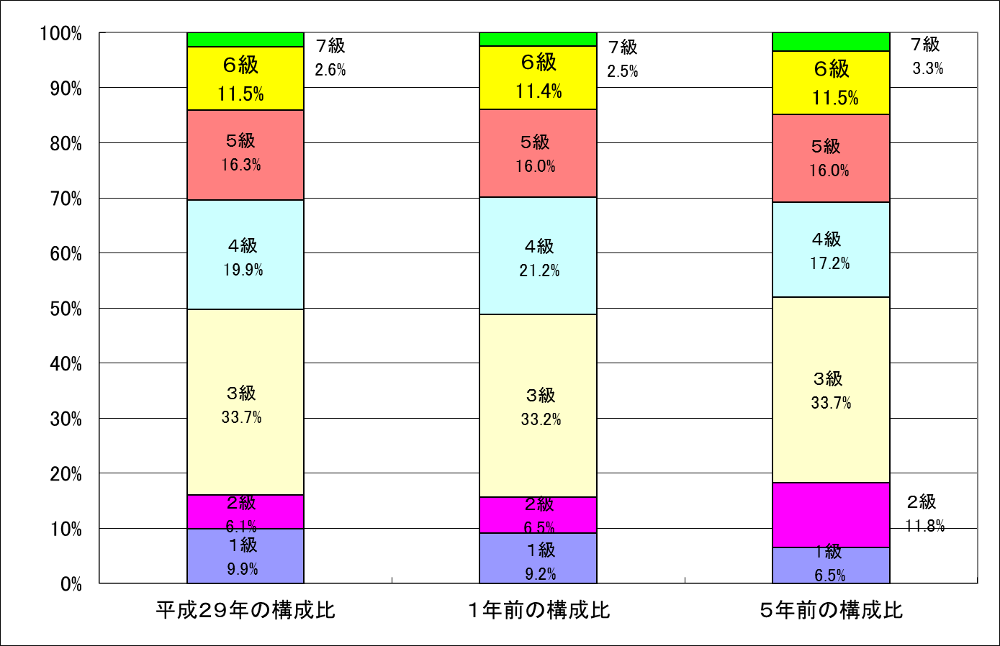 100%
90%
80%
70%
60%
50%
40%
30%
20%
10%
0%
７級
2.6%
６級
11.5%
５級
16.3%
４級
19.9%
３級
33.7%
２級
6.1%
１級
9.9%
平成２９年の構成比
７級
2.5%
６級
11.4%
５級
16.0%
４級
21.2%
３級
33.2%
２級
6.5%
１級
9.2%
１年前の構成比
７級
3.3%
６級
11.5%
５級
16.0%
４級
17.2%
３級
33.7%
２級
11.8%
１級
6.5%
５年前の構成比